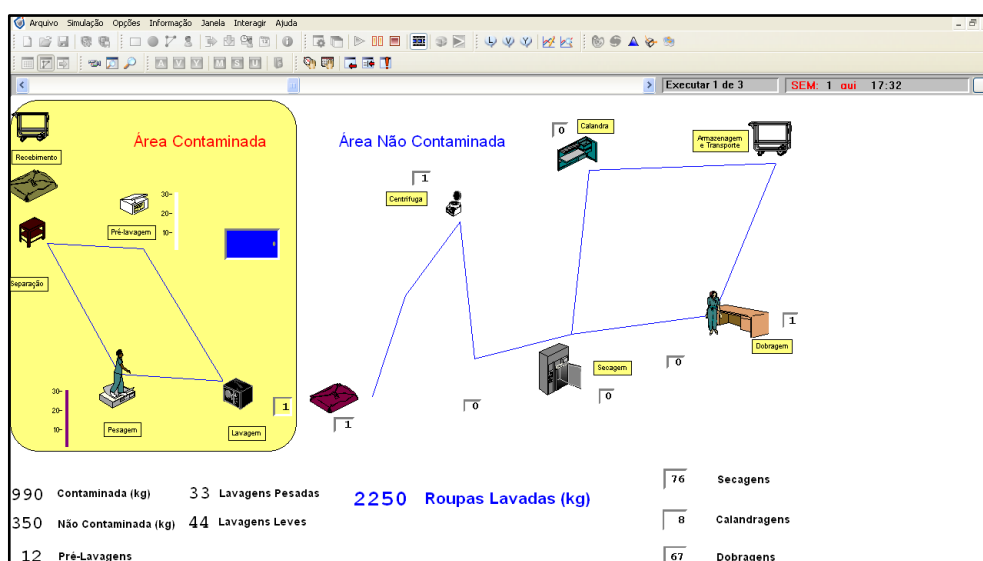 Arquivo Simulação Opções Informação Janela Interagir Ajuda
Executar 1 de 3
SEM: 1 qui 17:32
Área Contaminada
Área Não Contaminada
Recebimento
Pré-lavagem
30-
20-
10-
Separação
Pesagem
30-
20-
10-
Lavagem
1
1
Centrífuga
1
0
0
Calandra
Armazenagem
e Transporte
Secagem
0
0
Dobragem
1
990 Contaminada (kg)
350 Não Contaminada (kg)
12 Pré-Lavagens
33 Lavagens Pesadas
44 Lavagens Leves
2250 Roupas Lavadas (kg)
76 Secagens
8 Calandragens
67 Dobragens